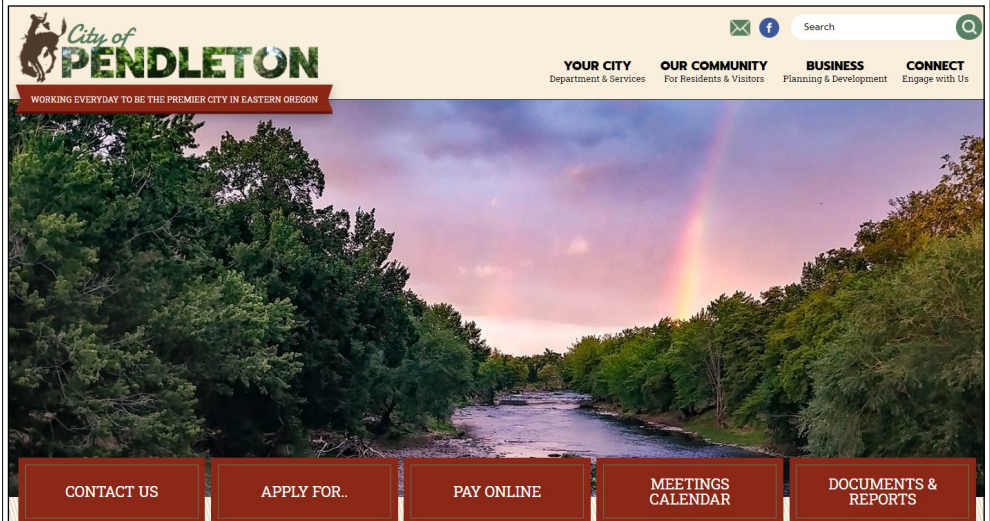 City of
PENDLETON
WORKING EVERYDAY TO BE THE PREMIER CITY IN EASTERN OREGON
f
Search
YOUR CITY
Department & Services
OUR COMMUNITY
For Residents & Visitors
BUSINESS
Planning & Development
CONNECT
Engage with Us
CONTACT US
APPLY FOR..
PAY ONLINE
MEETINGS
CALENDAR
DOCUMENTS &
REPORTS